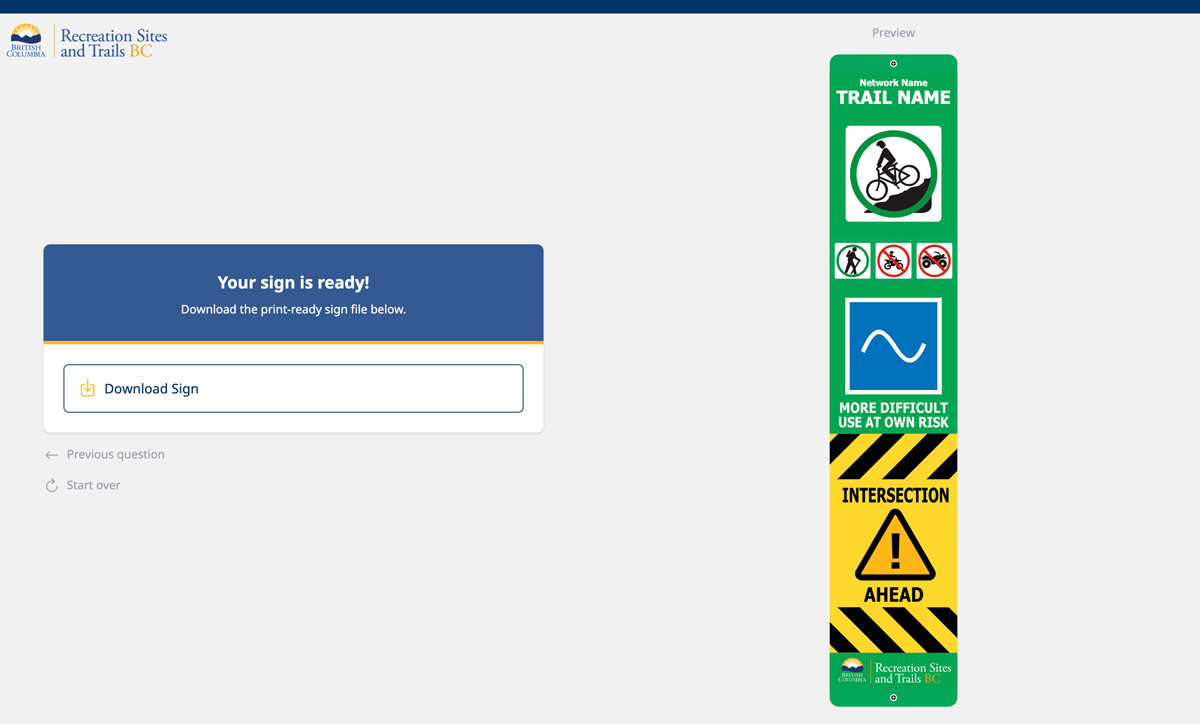 BRITISH
COLUMBIA
Recreation Sites
and Trails BC
Your sign is ready!
Download the print-ready sign file below.
Download Sign
Previous question
Start over
Preview
Network Name
TRAIL NAME
MORE DIFFICULT
USE AT OWN RISK
INTERSECTION
!
AHEAD
BRITISH
COLUMBIA
Recreation Sites
and Trails BC